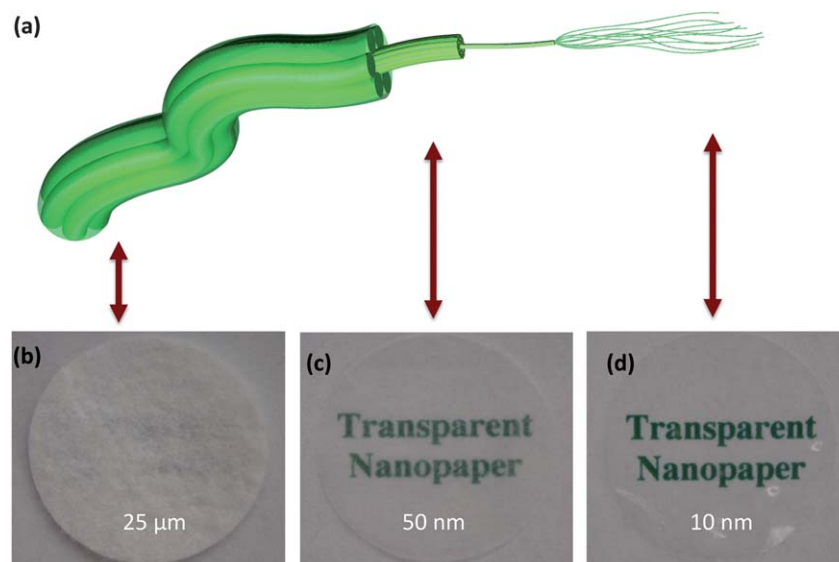 (a)
(b)
25 μm
(c)
Transparent
Nanopaper
50 nm
(d)
Transparent
Nanopaper
10 nm